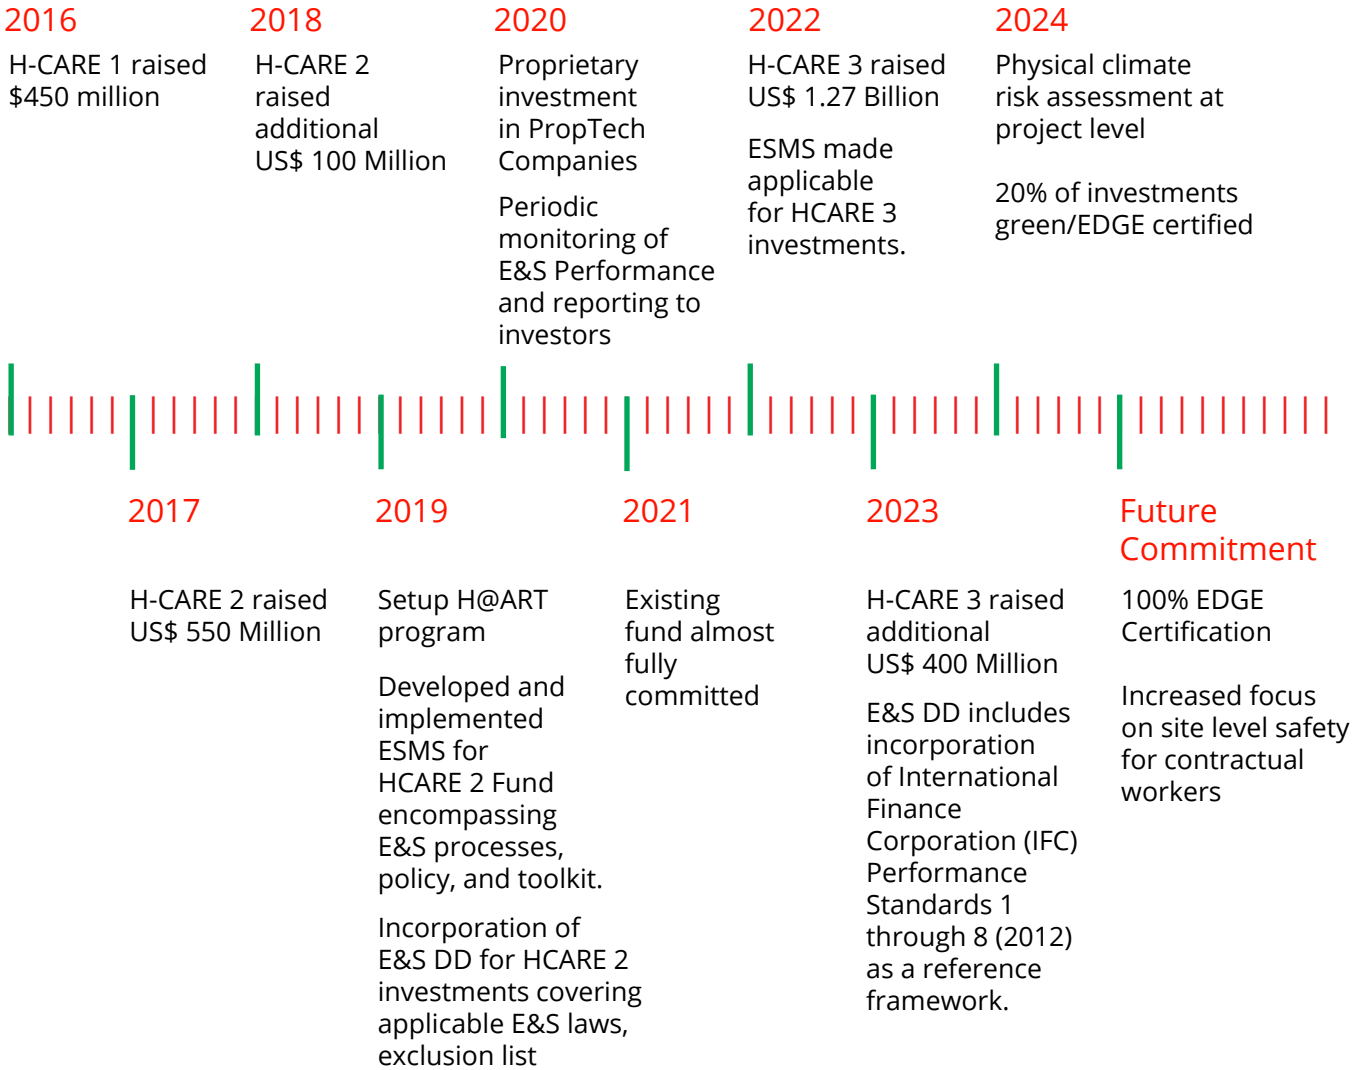 2016
H-CARE 1 raised
$450 million
2018
H-CARE 2
raised
additional
US$ 100 Million
2020
Proprietary
investment
in PropTech
Companies
Periodic
monitoring of
E&S Performance
and reporting to
investors
2022
H-CARE 3 raised
US$ 1.27 Billion
ESMS made
applicable
for HCARE 3
investments.
2024
Physical climate
risk assessment at
project level
20% of investments
green/EDGE certified
2017
H-CARE 2 raised
US$ 550 Million
2019
Setup H@ART
program
Developed and
implemented
ESMS for
HCARE 2 Fund
encompassing
E&S processes,
policy, and toolkit.
Incorporation of
E&S DD for HCARE 2
investments covering
applicable E&S laws,
exclusion list
2021
Existing
fund almost
fully
committed
2023
H-CARE 3 raised
additional
US$ 400 Million
E&S DD includes
incorporation
of International
Finance
Corporation (IFC)
Performance
Standards 1
through 8 (2012)
as a reference
framework.
Future
Commitment
100% EDGE
Certification
Increased focus
on site level safety
for contractual
workers